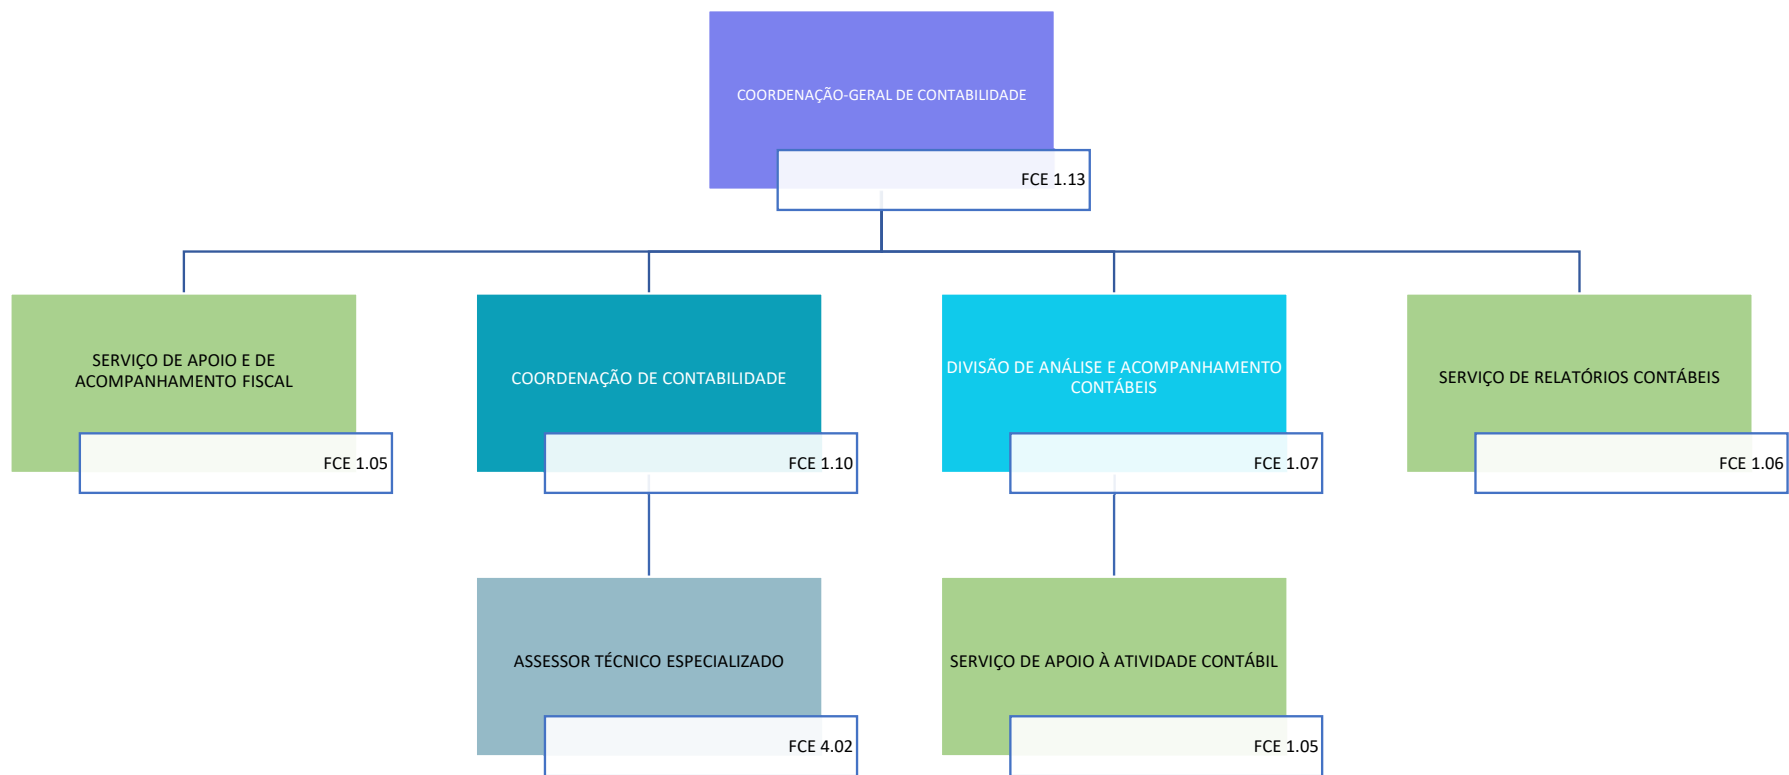 COORDENAÇÃO-GERAL DE CONTABILIDADE
FCE 1.13
SERVIÇO DE APOIO E DE
ACOMPANHAMENTO FISCAL
FCE 1.05
COORDENAÇÃO DE CONTABILIDADE
FCE 1.10
DIVISÃO DE ANÁLISE E ACOMPANHAMENTO
CONTÁBEIS
FCE 1.07
SERVIÇO DE RELATÓRIOS CONTÁBEIS
FCE 1.06
ASSESSOR TÉCNICO ESPECIALIZADO
FCE 4.02
SERVIÇO DE APOIO À ATIVIDADE CONTÁBIL
FCE 1.05